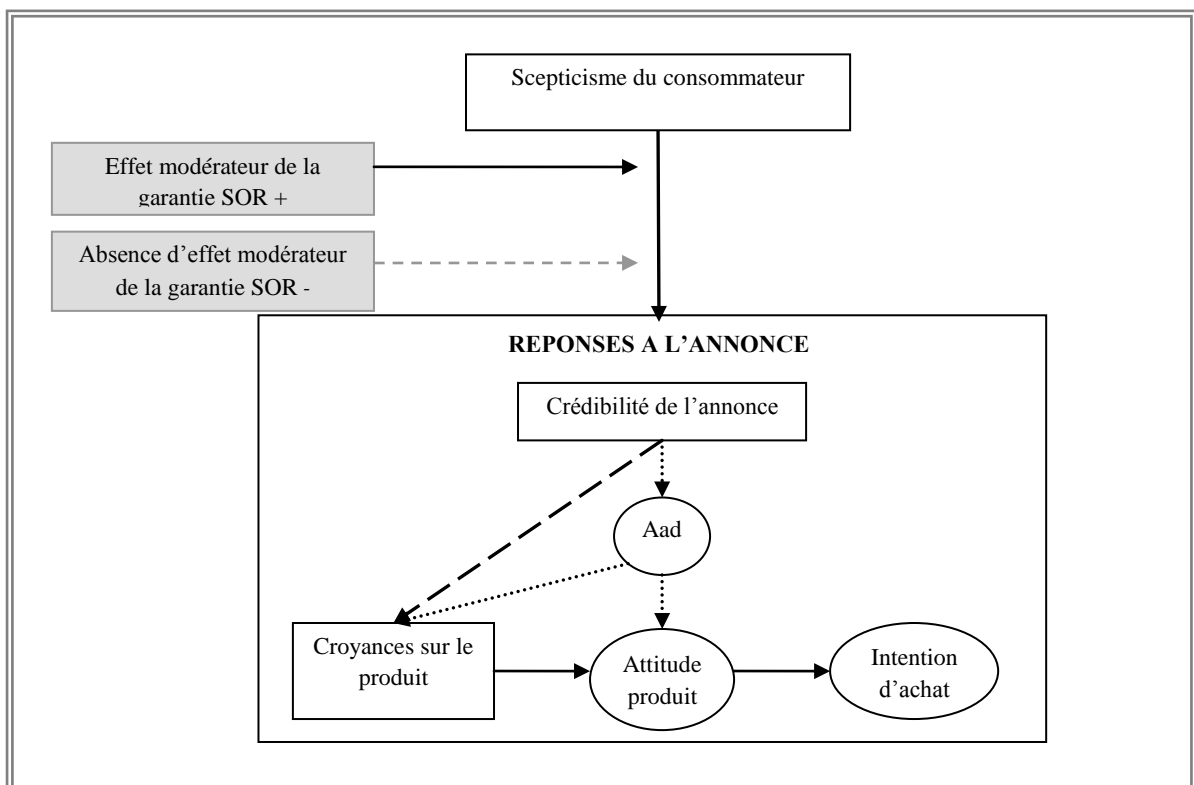 Scepticisme du consommateur
Effet modérateur de la
garantie SOR +
Absence d’effet modérateur
de la garantie SOR -
REPONSES A L’ANNONCE
Crédibilité de l’annonce
Aad
Croyances sur le
produit
Attitude
produit
Intention
d’achat